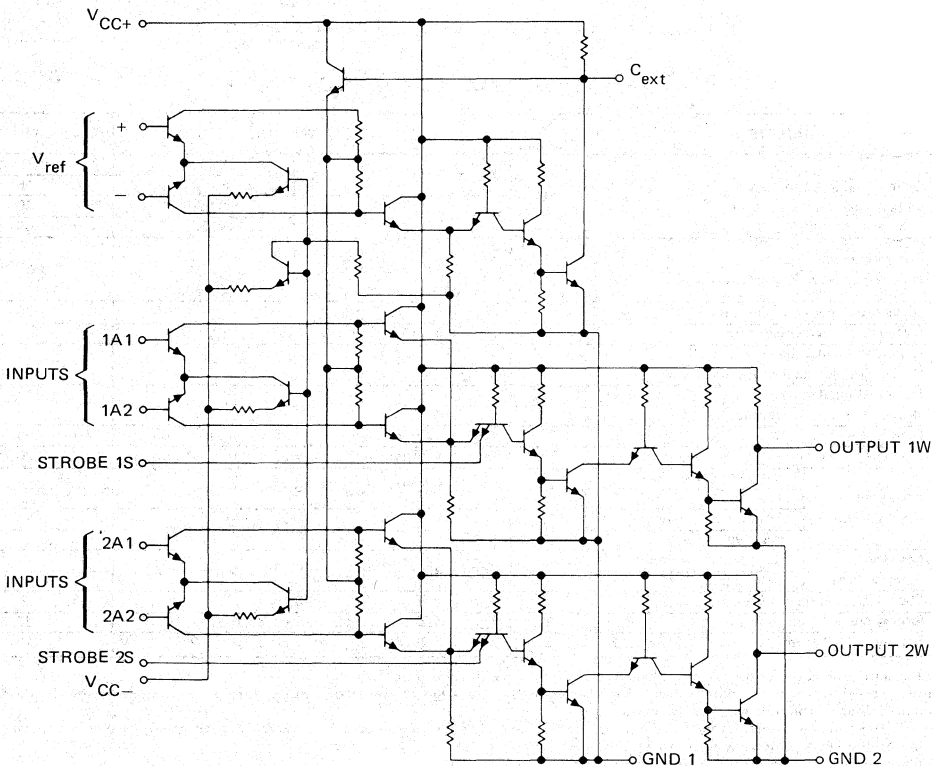 VCC+
Cext
+
Vref
−
1A1
INPUTS
1A2
OUTPUT 1W
STROBE 1S
2A1
INPUTS
2A2
OUTPUT 2W
STROBE 2S
VCC−
GND 1
GND 2